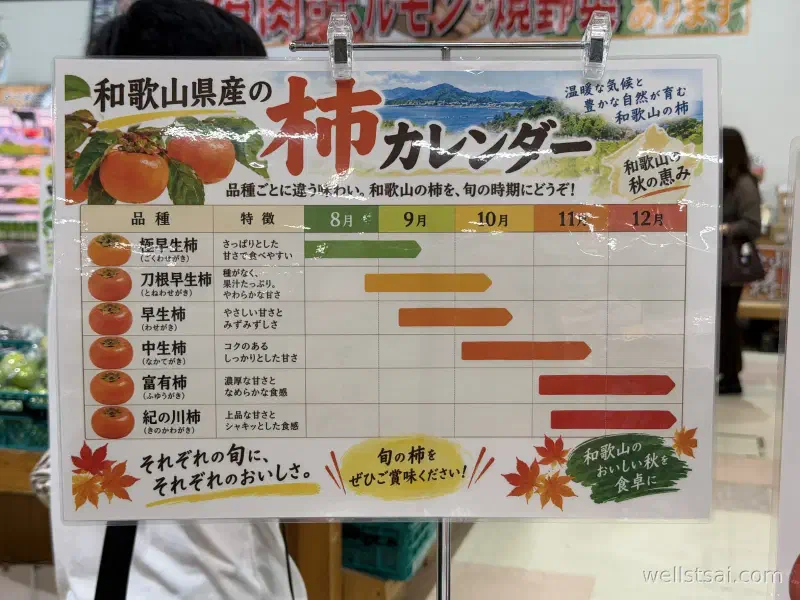 焼野菜あります
和歌山県産の
柿カレンダー
温暖な気候と
豊かな自然が育む
和歌山の柿
和歌山の
秋の恵み
品種ごとに違う味わい。和歌山の柿を、旬の時期にどうぞ!
品種 特徴 8月 9月 10月 11月 12月
極早生柿
(ごくわせがき)
さっぱりとした
甘さで食べやすい
刀根早生柿
(とねわせがき)
種がなく、
果汁たっぷり。
やわらかな甘さ
早生柿
(わせがき)
やさしい甘さと
みずみずしさ
中生柿
(なかてがき)
コクのある
しっかりとした甘さ
富有柿
(ふゆうがき)
濃厚な甘さと
なめらかな食感
紀の川柿
(きのかわがき)
上品な甘さと
シャキッとした食感
それぞれの旬に、
それぞれのおいしさ。
旬の柿を
ぜひご賞味ください!
和歌山の
おいしい秋を
食卓に
wellstsai.com